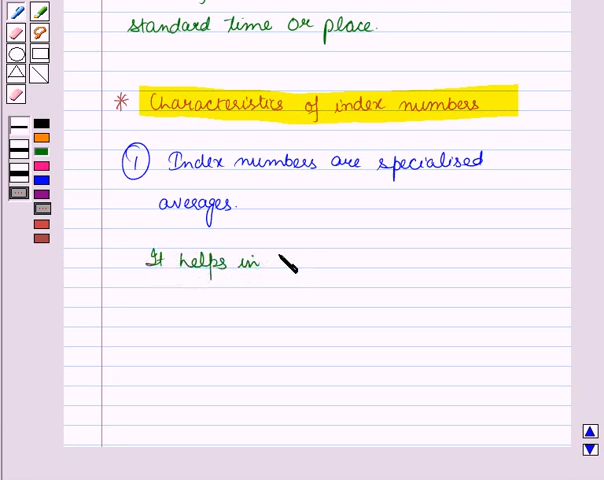 standard time or place.
* Characteristics of index numbers
1 Index numbers are specialised
averages.
It helps in